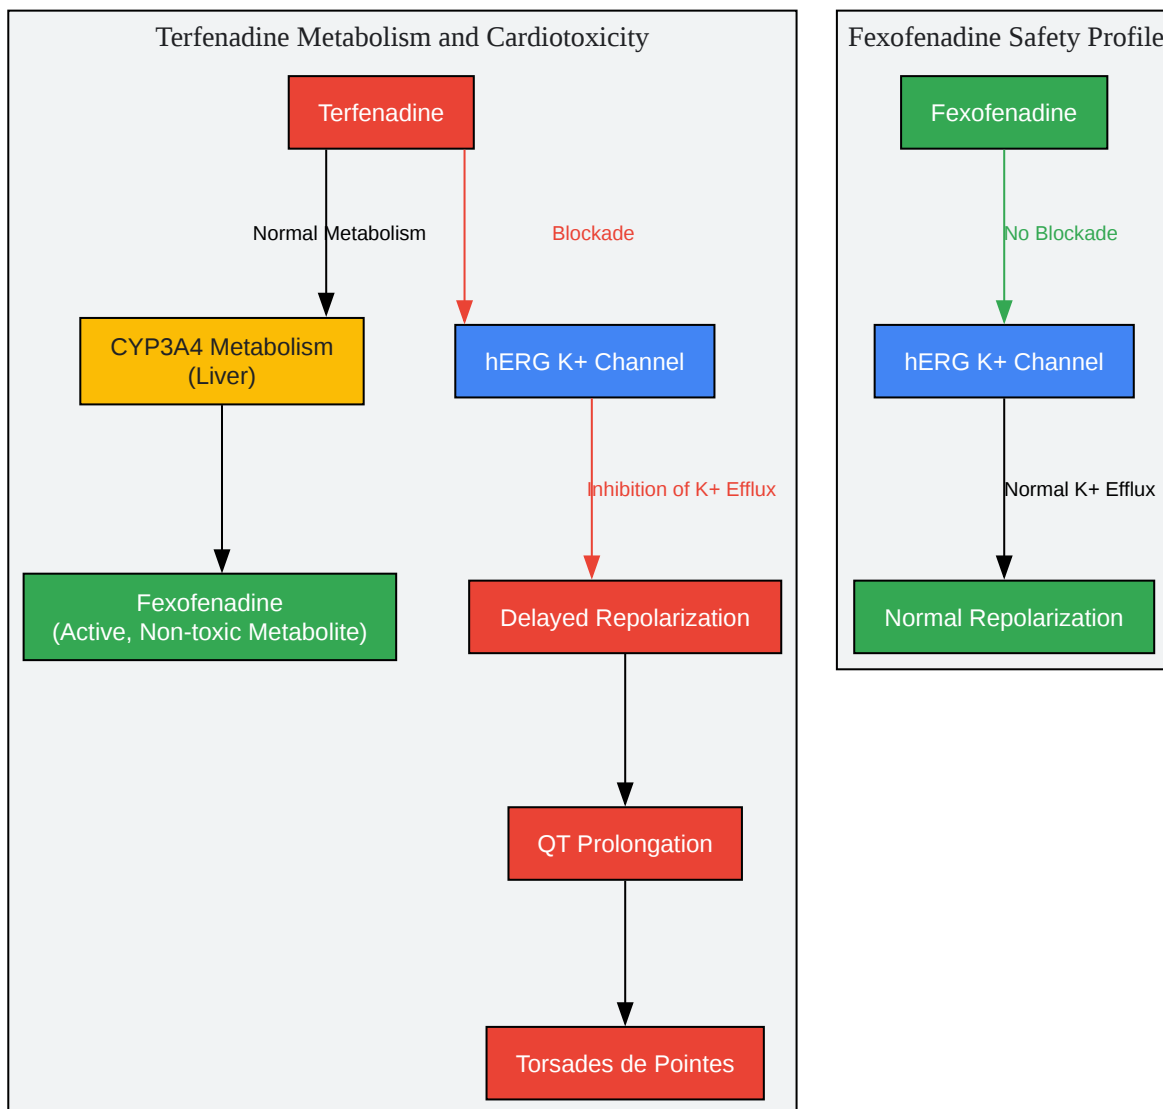 Terfenadine Metabolism and Cardiotoxicity
Terfenadine
Normal Metabolism
Blockade
CYP3A4 Metabolism
(Liver)
hERG K+ Channel
Inhibition of K+ Efflux
Fexofenadine
(Active, Non-toxic Metabolite)
Delayed Repolarization
QT Prolongation
Torsades de Pointes
Fexofenadine Safety Profile
Fexofenadine
No Blockade
hERG K+ Channel
Normal K+ Efflux
Normal Repolarization